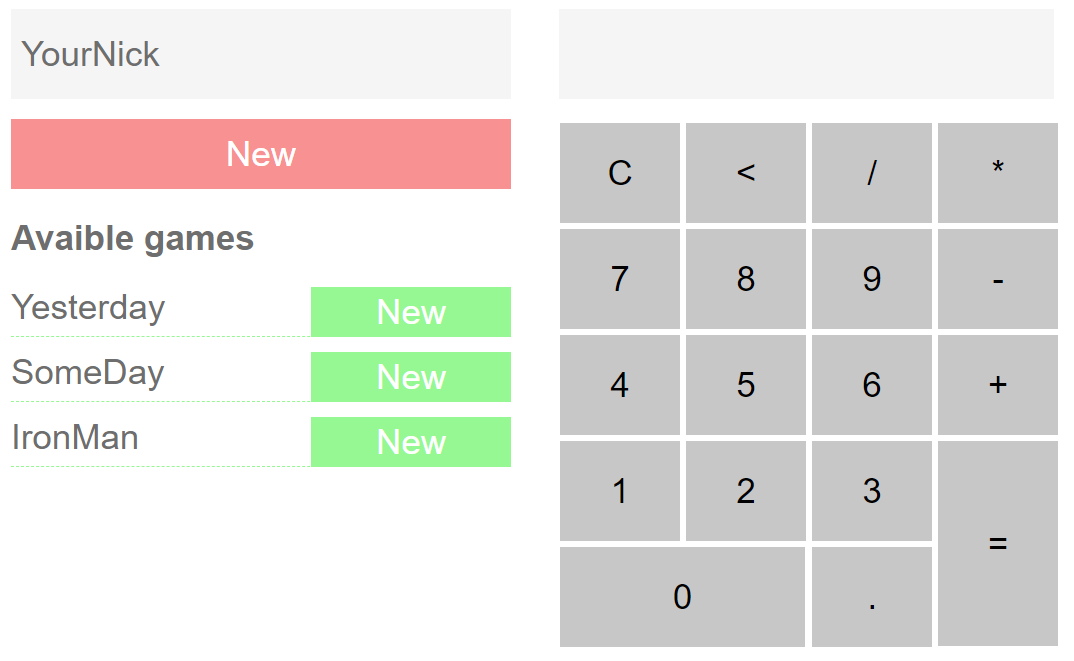 YourNick
New
Avaible games
Yesterday New
SomeDay New
IronMan New
C < / *
7 8 9 -
4 5 6 +
1 2 3 =
0 .